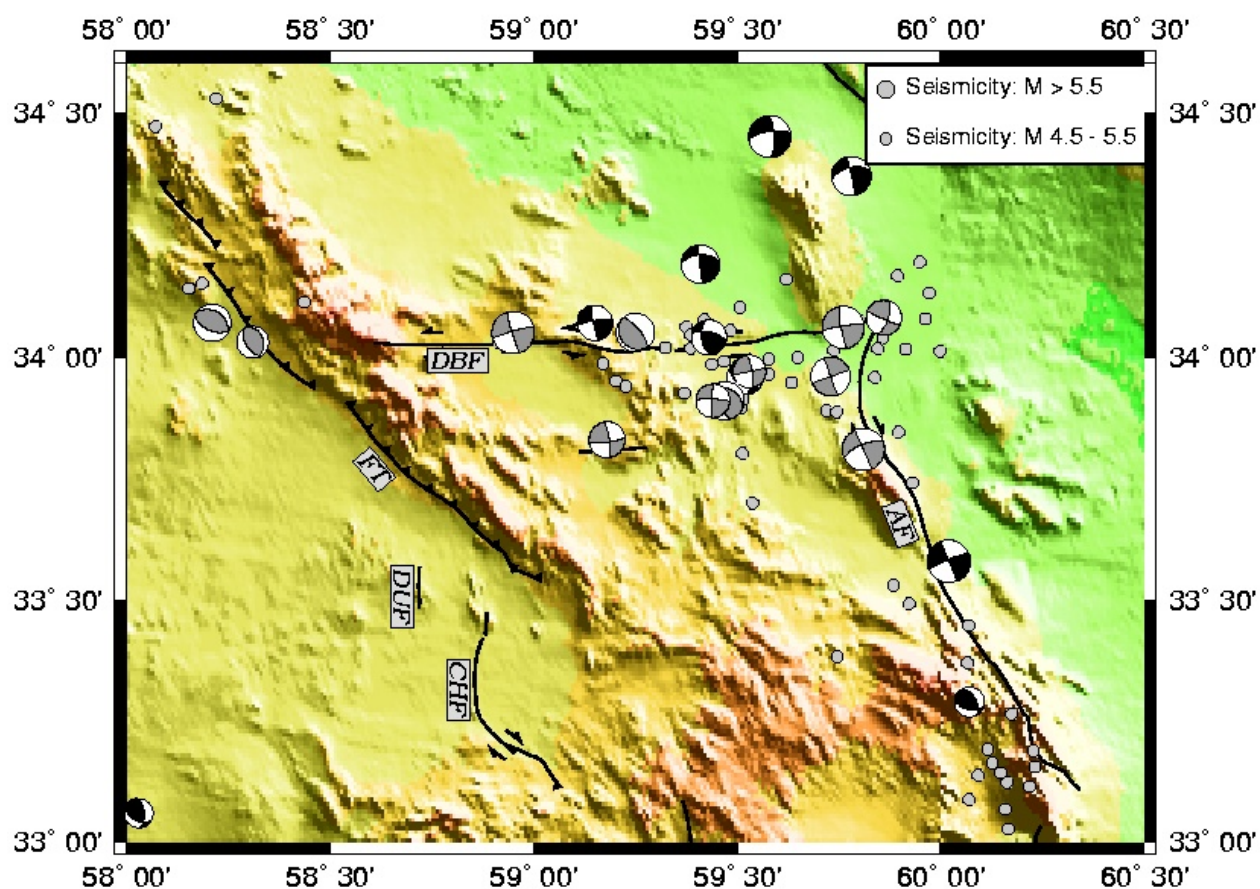 58° 00' 58° 30' 59° 00' 59° 30' 60° 00' 60° 30'
Seismicity: M > 5.5
34° 30' 34° 30'
Seismicity: M 4.5 - 5.5
34° 00' 34° 00'
DBF
FT
AF
33° 30' 33° 30'
DUF
CHF
33° 00' 33° 00'
58° 00' 58° 30' 59° 00' 59° 30' 60° 00' 60° 30'